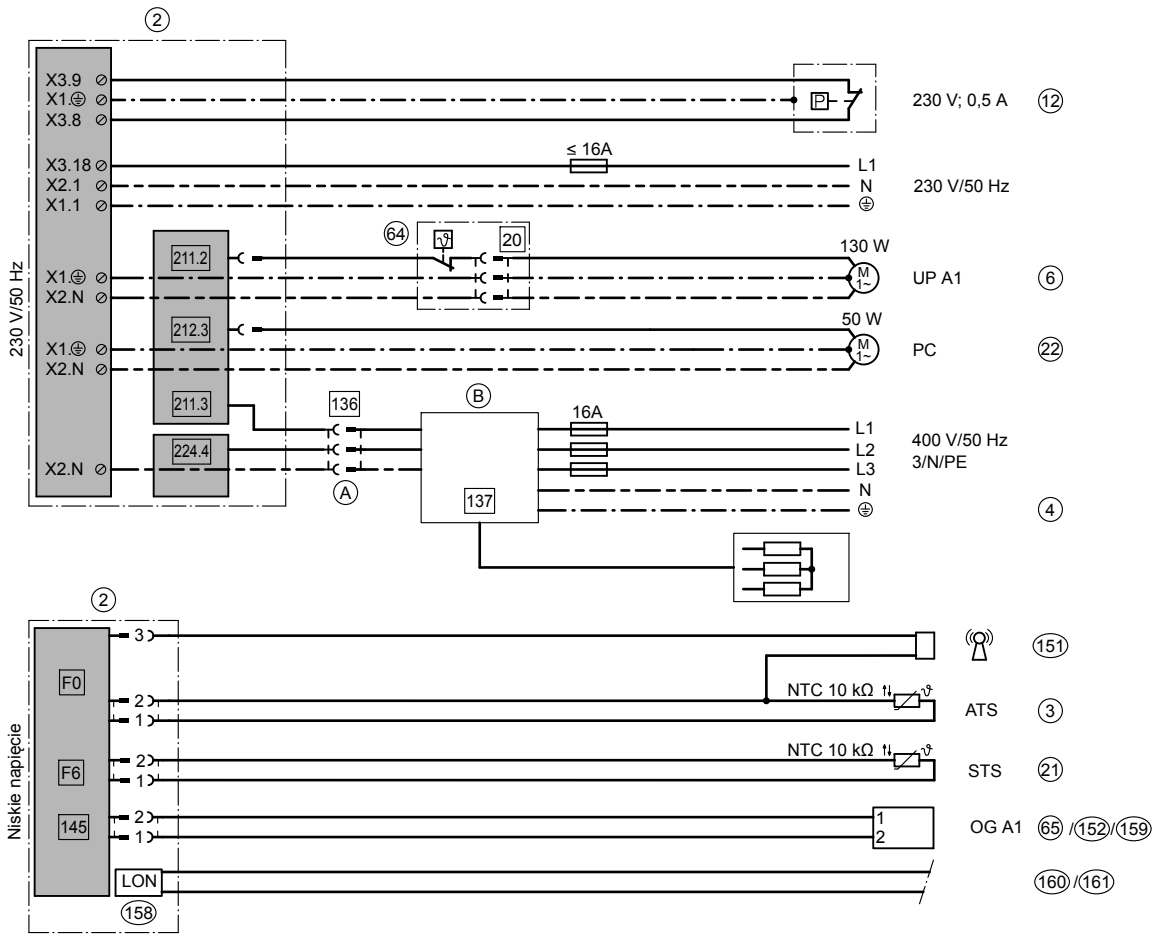 2
230 V/50 Hz
X3.9
X1.⏚
X3.8
P
230 V; 0,5 A 12
≤ 16A
X3.18 L1
X2.1 N 230 V/50 Hz
X1.1 ⏚
64 ϑ 20 130 W
211.2
X1.⏚ M 1~ UP A1 6
X2.N
50 W
212.3
X1.⏚ M 1~ PC 22
X2.N
211.3 136 B 16A
L1
224.4 L2 400 V/50 Hz
X2.N L3 3/N/PE
A 137 N
⏚ 4
2
Niskie napięcie
3 151
F0
2 NTC 10 kΩ ϑ
1 ATS 3
2 NTC 10 kΩ ϑ
F6 1 STS 21
145 2 1 OG A1 65 /152/159
1 2
LON 160 /161
158